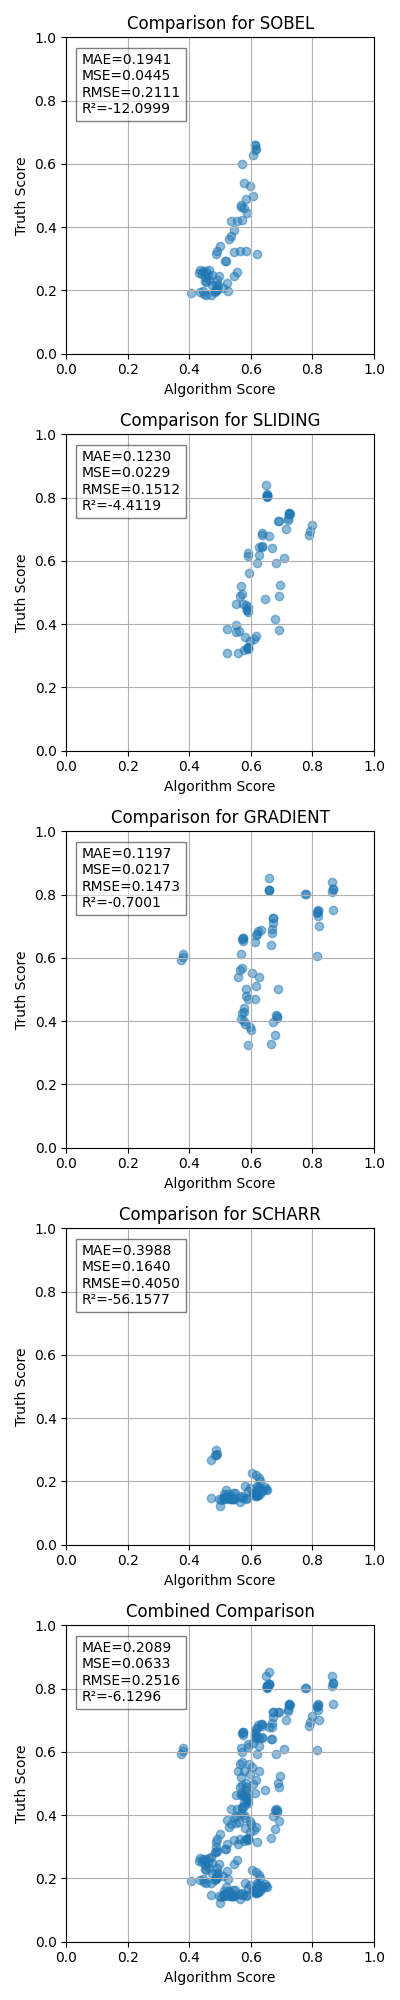 Comparison for SOBEL
1.0
0.8
0.6
0.4
0.2
0.0
Truth Score
MAE=0.1941
MSE=0.0445
RMSE=0.2111
R²=-12.0999
0.0 0.2 0.4 0.6 0.8 1.0
Algorithm Score
Comparison for SLIDING
1.0
0.8
0.6
0.4
0.2
0.0
Truth Score
MAE=0.1230
MSE=0.0229
RMSE=0.1512
R²=-4.4119
0.0 0.2 0.4 0.6 0.8 1.0
Algorithm Score
Comparison for GRADIENT
1.0
0.8
0.6
0.4
0.2
0.0
Truth Score
MAE=0.1197
MSE=0.0217
RMSE=0.1473
R²=-0.7001
0.0 0.2 0.4 0.6 0.8 1.0
Algorithm Score
Comparison for SCHARR
1.0
0.8
0.6
0.4
0.2
0.0
Truth Score
MAE=0.3988
MSE=0.1640
RMSE=0.4050
R²=-56.1577
0.0 0.2 0.4 0.6 0.8 1.0
Algorithm Score
Combined Comparison
1.0
0.8
0.6
0.4
0.2
0.0
Truth Score
MAE=0.2089
MSE=0.0633
RMSE=0.2516
R²=-6.1296
0.0 0.2 0.4 0.6 0.8 1.0
Algorithm Score